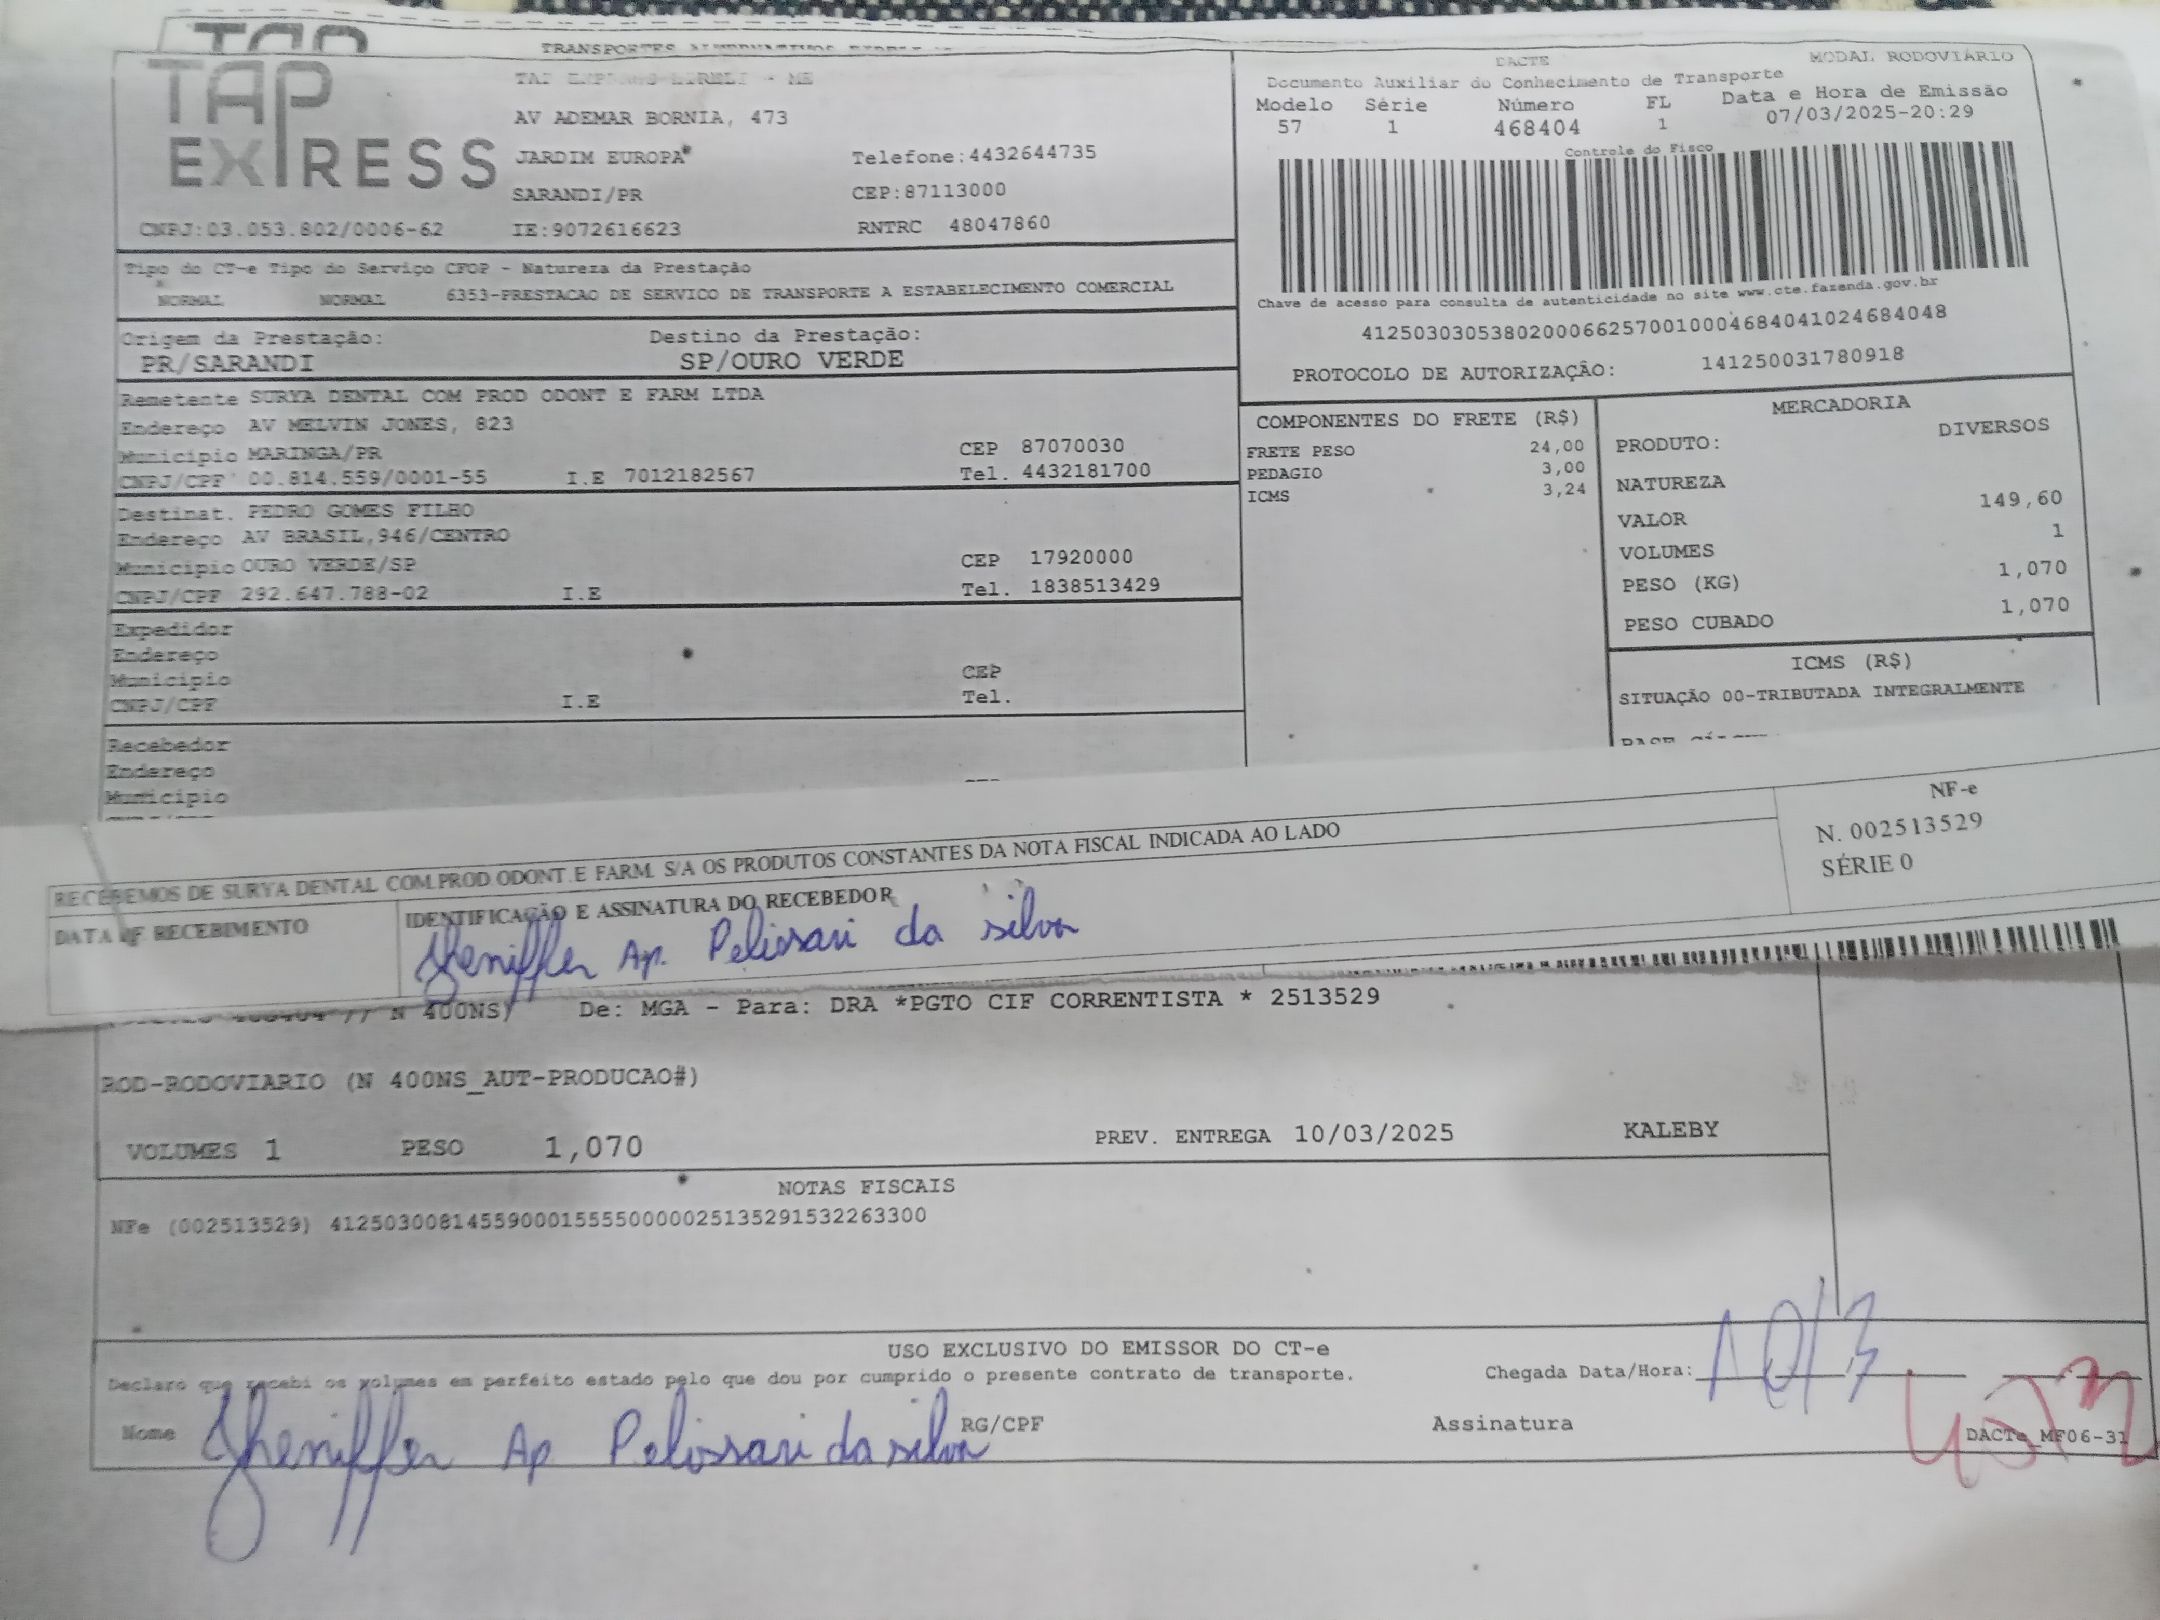 TAP
TAP
EXPRESS
CNPJ:03.053.802/0006-62
TRANSPORTES
TAP EXPRESS EIRELI - ME
AV ADEMAR BORNIA, 473
JARDIM EUROPA Telefone:4432644735
SARANDI/PR CEP:87113000
IE:9072616623 RNTRC 48047860
DACTE MODAL RODOVIÁRIO
Documento Auxiliar do Conhecimento de Transporte
Modelo Série Número FL Data e Hora de Emissão
57 1 468404 1 07/03/2025-20:29
Controle do Fisco
Chave de acesso para consulta de autenticidade no site www.cte.fazenda.gov.br
41250303053802000662570010004684041024684048
PROTOCOLO DE AUTORIZAÇÃO: 141250031780918
Tipo do CT-e Tipo do Serviço CFOP - Natureza da Prestação
NORMAL NORMAL 6353-PRESTACAO DE SERVICO DE TRANSPORTE A ESTABELECIMENTO COMERCIAL
Origem da Prestação: Destino da Prestação:
PR/SARANDI SP/OURO VERDE
Remetente SURYA DENTAL COM PROD ODONT E FARM LTDA
Endereço AV MELVIN JONES, 823
Município MARINGA/PR CEP 87070030
CNPJ/CPF 00.814.559/0001-55 I.E 7012182567 Tel. 4432181700
Destinat. PEDRO GOMES FILHO
Endereço AV BRASIL,946/CENTRO
Município OURO VERDE/SP CEP 17920000
CNPJ/CPF 292.647.788-02 I.E Tel. 1838513429
Expedidor
Endereço
Município CEP
CNPJ/CPF I.E Tel.
Recebedor
Endereço
Município
COMPONENTES DO FRETE (R$)
FRETE PESO 24,00
PEDAGIO 3,00
ICMS 3,24
MERCADORIA
PRODUTO: DIVERSOS
NATUREZA
VALOR 149,60
VOLUMES 1
PESO (KG) 1,070
PESO CUBADO 1,070
ICMS (R$)
SITUAÇÃO 00-TRIBUTADA INTEGRALMENTE
RECEBEMOS DE SURYA DENTAL COM.PROD.ODONT.E FARM. S/A OS PRODUTOS CONSTANTES DA NOTA FISCAL INDICADA AO LADO
DATA DE RECEBIMENTO
IDENTIFICAÇÃO E ASSINATURA DO RECEBEDOR
Sheniffer Ap. Pelissari da silva
NF-e
N. 002513529
SÉRIE 0
468404 // N 400NS) De: MGA - Para: DRA *PGTO CIF CORRENTISTA * 2513529
ROD-RODOVIARIO (N 400NS_AUT-PRODUCAO#)
VOLUMES 1 PESO 1,070 PREV. ENTREGA 10/03/2025 KALEBY
NOTAS FISCAIS
NFe (002513529) 41250300814559000155550000025135291532263300
USO EXCLUSIVO DO EMISSOR DO CT-e
Declaro que recebi os volumes em perfeito estado pelo que dou por cumprido o presente contrato de transporte.
Chegada Data/Hora: 10/3
Nome Sheniffer Ap Pelissari da silva RG/CPF Assinatura
DACTe_MF06-31